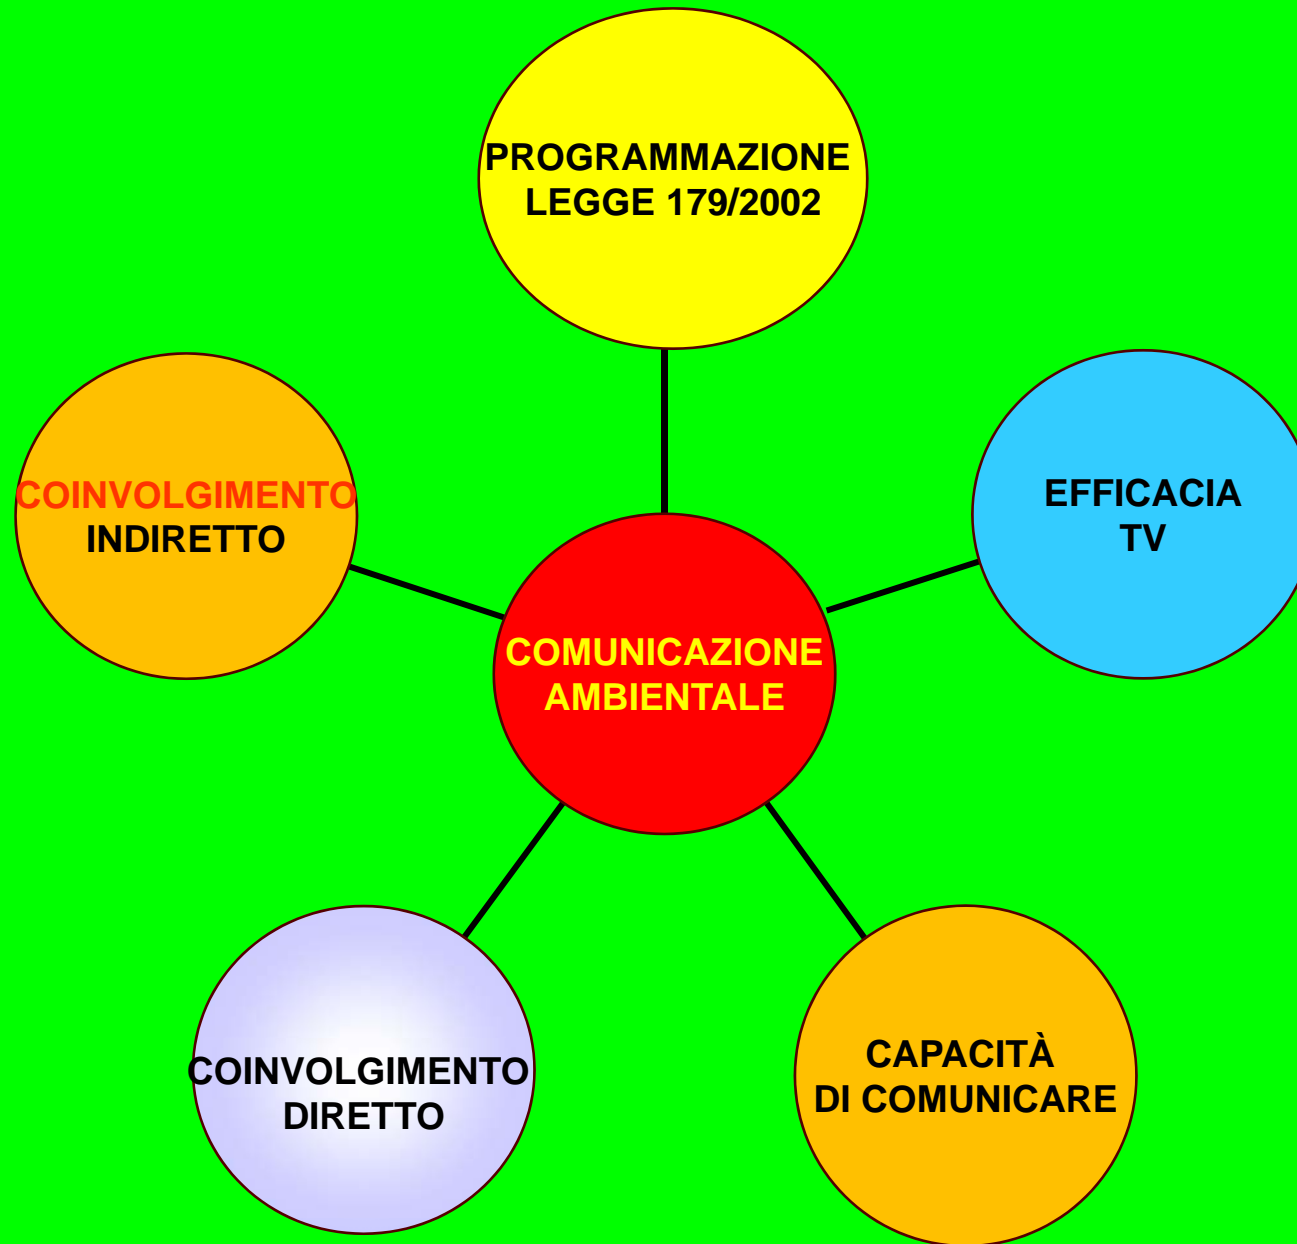 PROGRAMMAZIONE
LEGGE 179/2002
COINVOLGIMENTO
INDIRETTO
EFFICACIA
TV
COMUNICAZIONE
AMBIENTALE
COINVOLGIMENTO
DIRETTO
CAPACITÀ
DI COMUNICARE